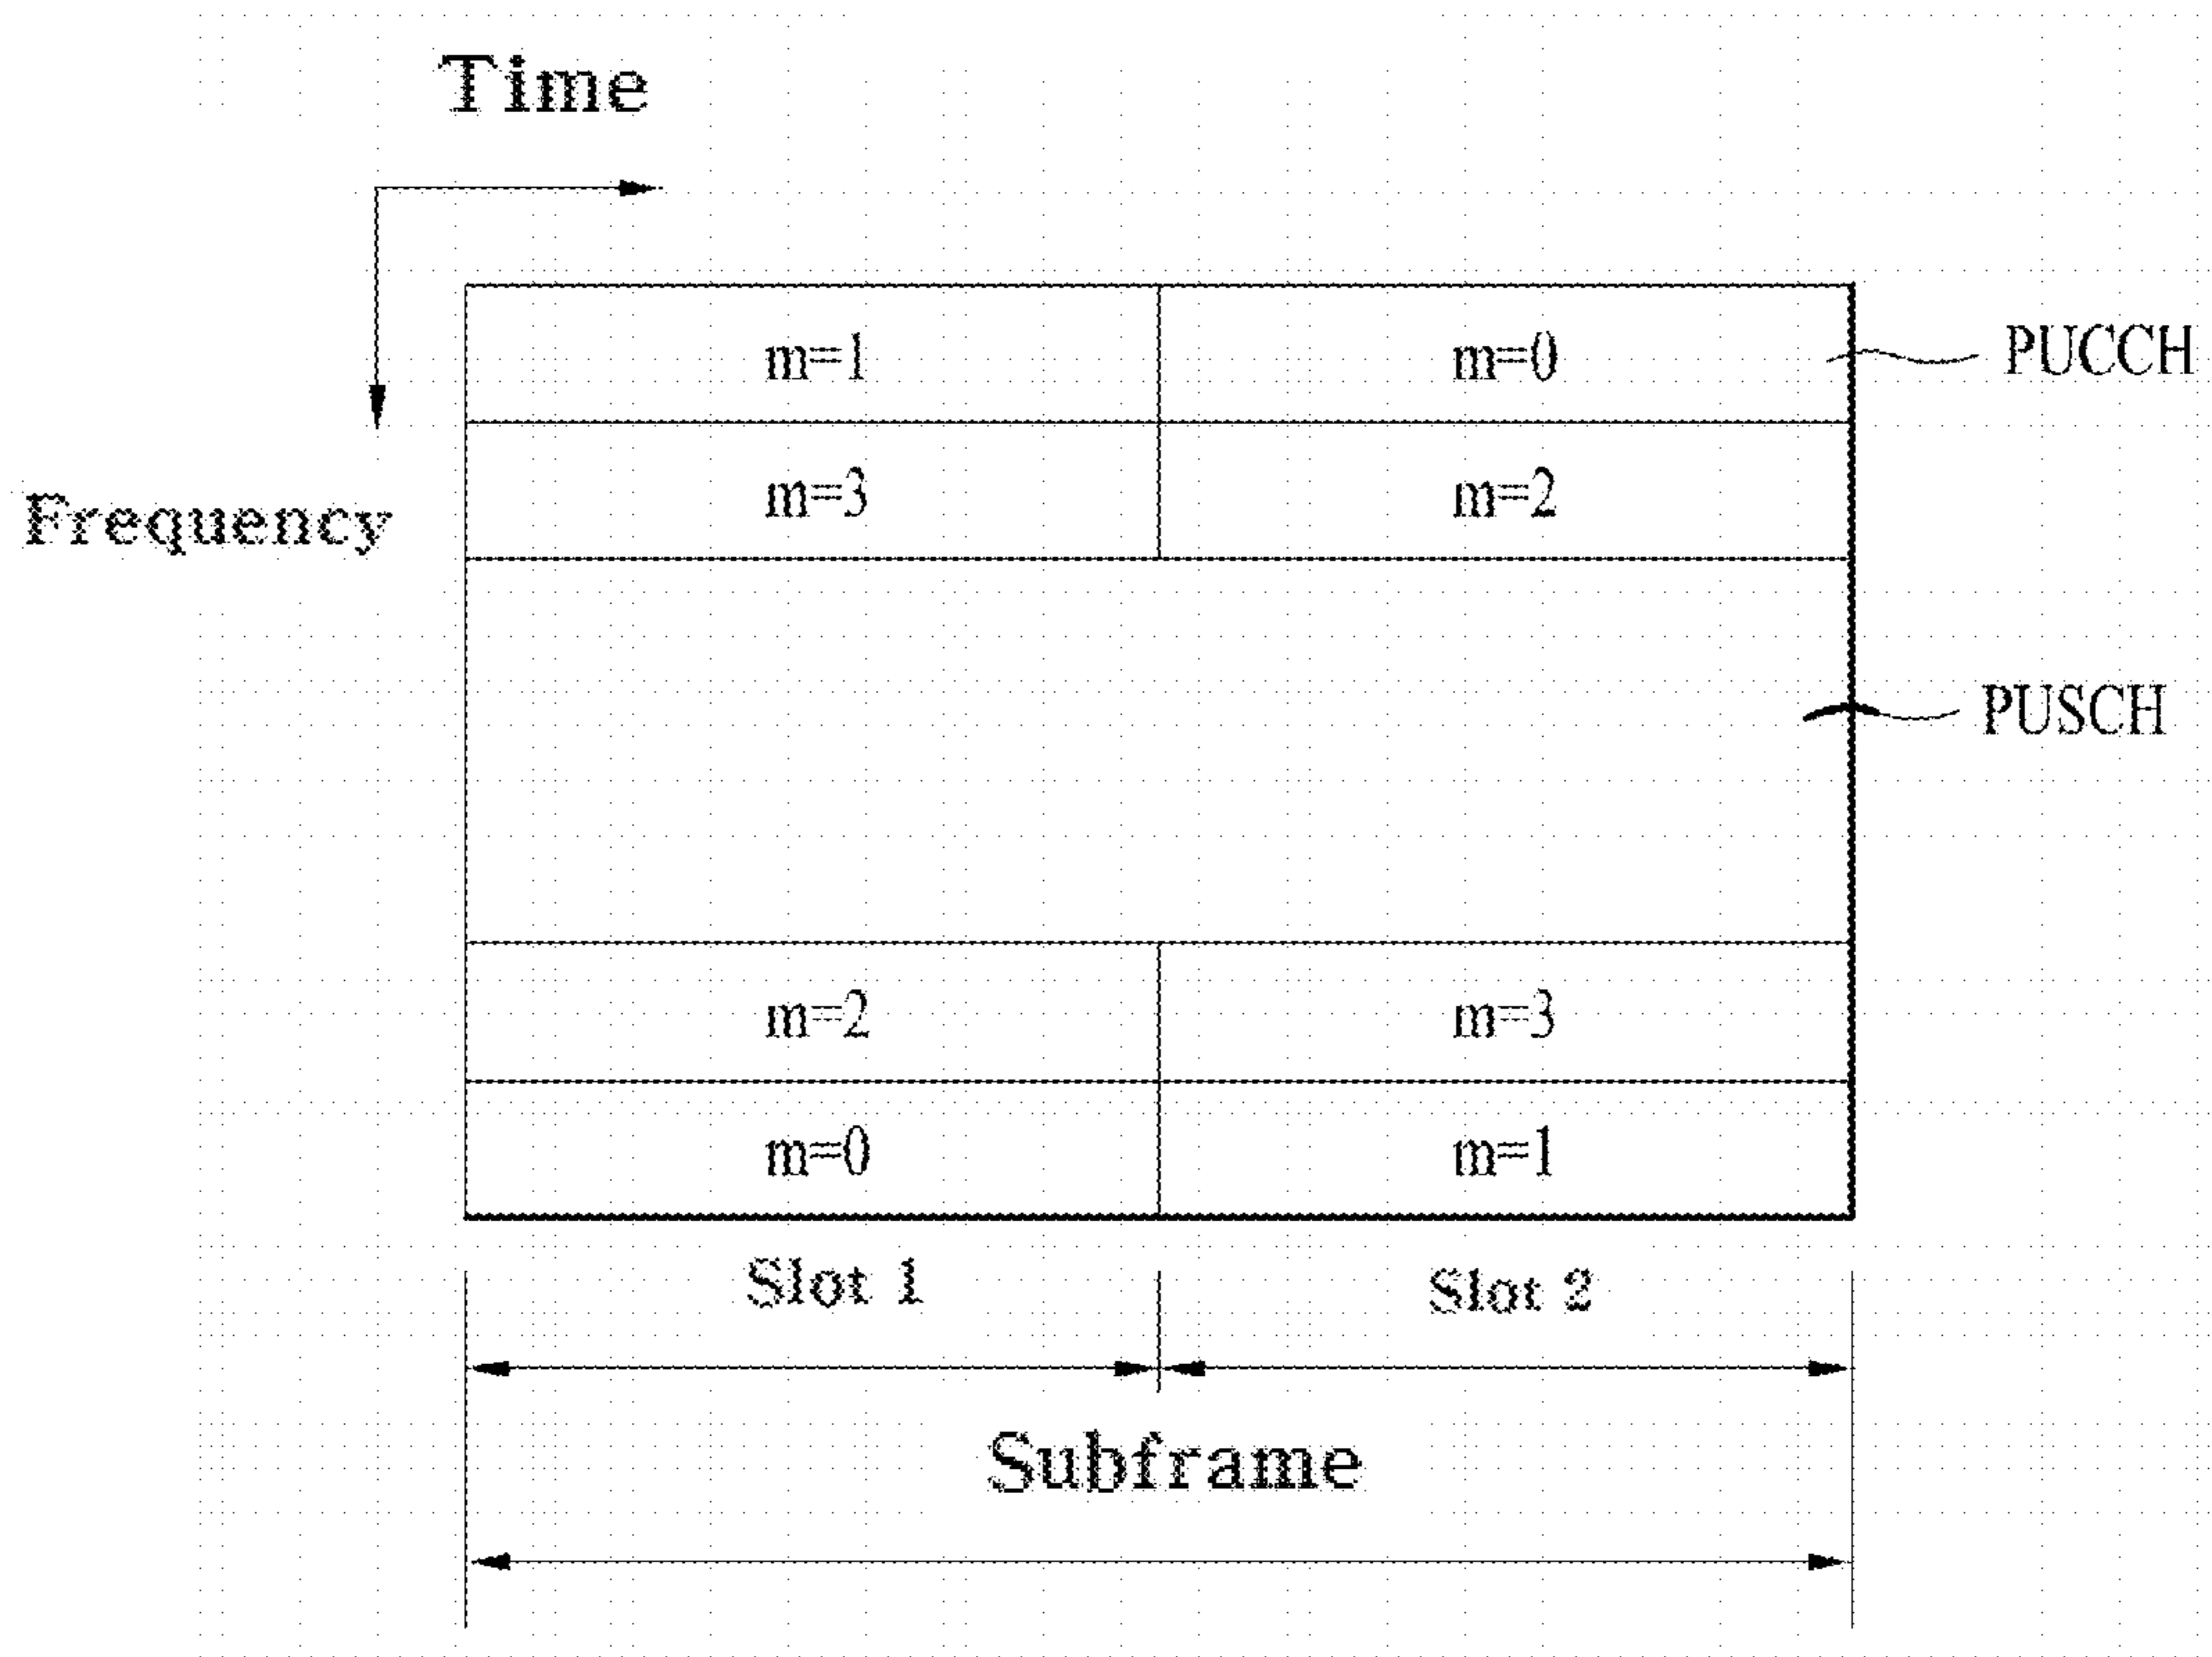 Time
m=1 m=0 PUCCH
m=3 m=2
Frequency
PUSCH
m=2 m=3
m=0 m=1
Slot 1 Slot 2
Subframe